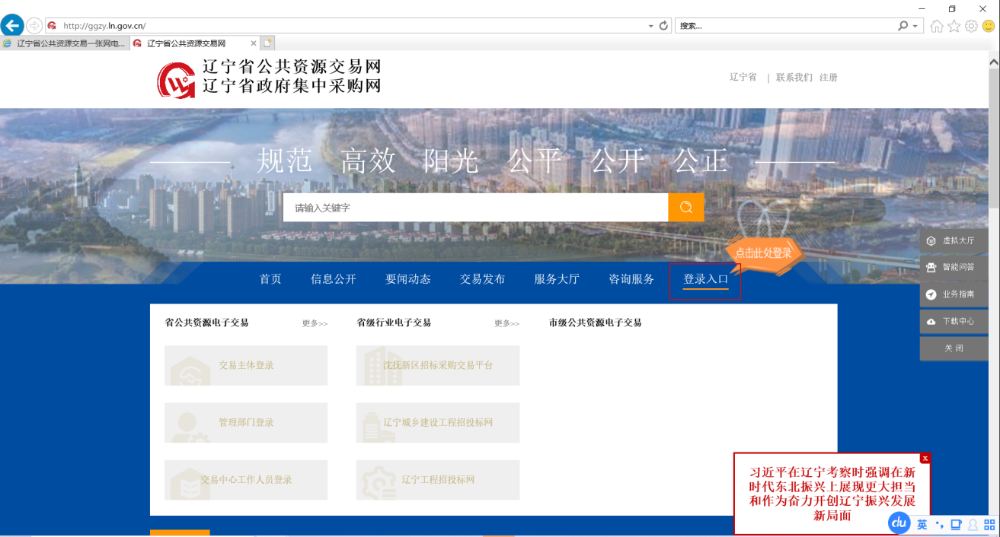 http://ggzy.ln.gov.cn/
搜索...
辽宁省公共资源交易一张网电...
辽宁省公共资源交易网
辽宁省公共资源交易网
辽宁省政府集中采购网
辽宁省 | 联系我们 注册
规范 高效 阳光 公平 公开 公正
请输入关键字
点击此处登录
虚拟大厅
智能问答
业务指南
下载中心
关闭
首页 信息公开 要闻动态 交易发布 服务大厅 咨询服务 登录入口
省公共资源电子交易 更多>>
省级行业电子交易 更多>>
市级公共资源电子交易
交易主体登录
沈抚新区招标采购交易平台
管理部门登录
辽宁城乡建设工程招投标网
交易中心工作人员登录
辽宁工程招投标网
x
习近平在辽宁考察时强调在新
时代东北振兴上展现更大担当
和作为奋力开创辽宁振兴发展
新局面
du 英